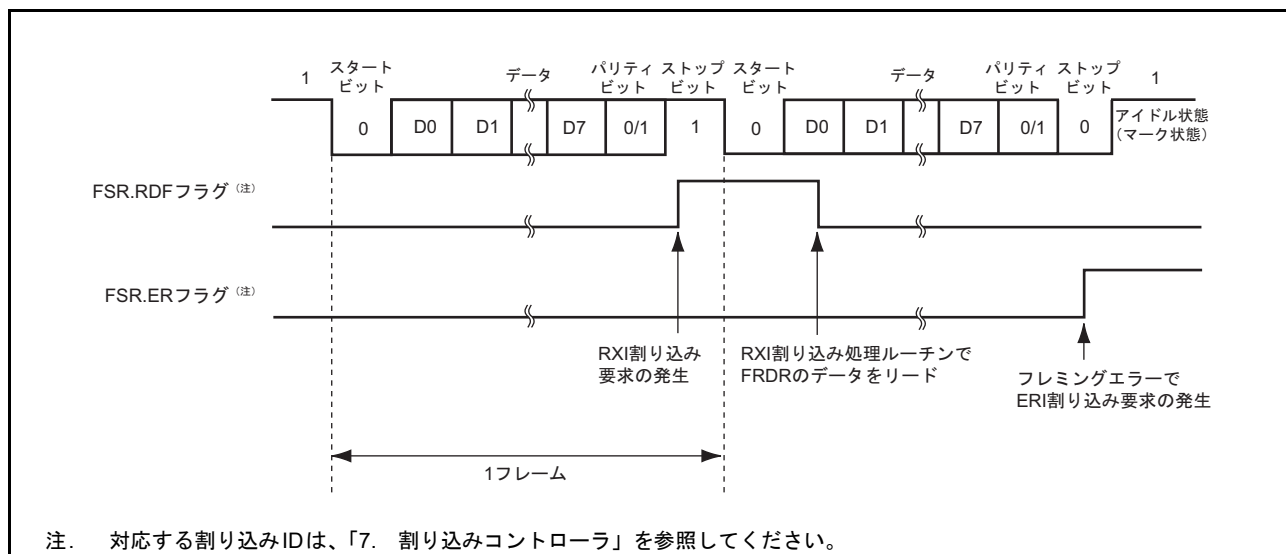 1 スタート ビット データ パリティ ビット ストップ ビット スタート ビット データ パリティ ビット ストップ ビット 1
0 D0 D1 D7 0/1 1 0 D0 D1 D7 0/1 0 アイドル状態
(マーク状態)
FSR.RDFフラグ (注)
FSR.ERフラグ (注)
RXI割り込み
要求の発生
RXI割り込み処理ルーチンで
FRDRのデータをリード
フレミングエラーで
ERI割り込み要求の発生
1フレーム
注. 対応する割り込みIDは、「7. 割り込みコントローラ」を参照してください。